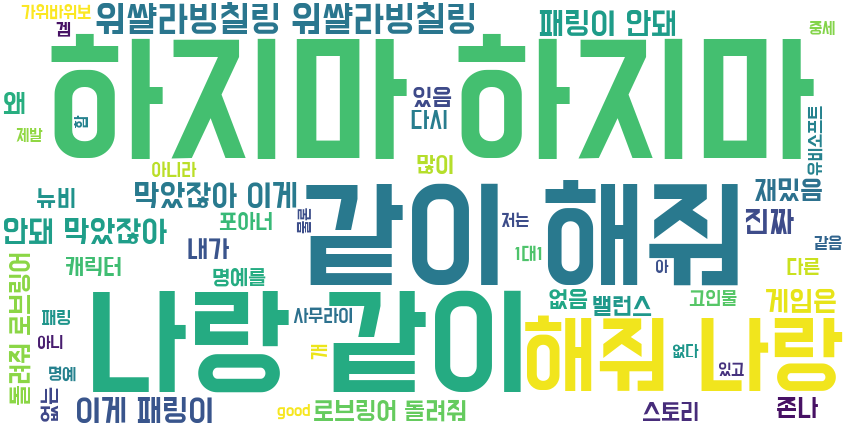 가위바위보
겜
워쌸라빙칠링 워쌸라빙칠링
패링이 안돼
중세
하지마 하지마
왜
제발
함
있음
다시
유비소프트
아니라
많이
뉴비
막았잖아 이게
같이 해줘
재밌음
안돼 막았잖아
포아너
물론
저는
진짜
내가
1대1
같음
캐릭터
명예를
아
다른
돌려줘 로브링어
나랑 같이
해줘 나랑
없음
고인물
게임은
패링
사무라이
밸런스
아니
개
없다
명예
있고
없는
이게 패링이
good
로브링어 돌려줘
스토리
존나